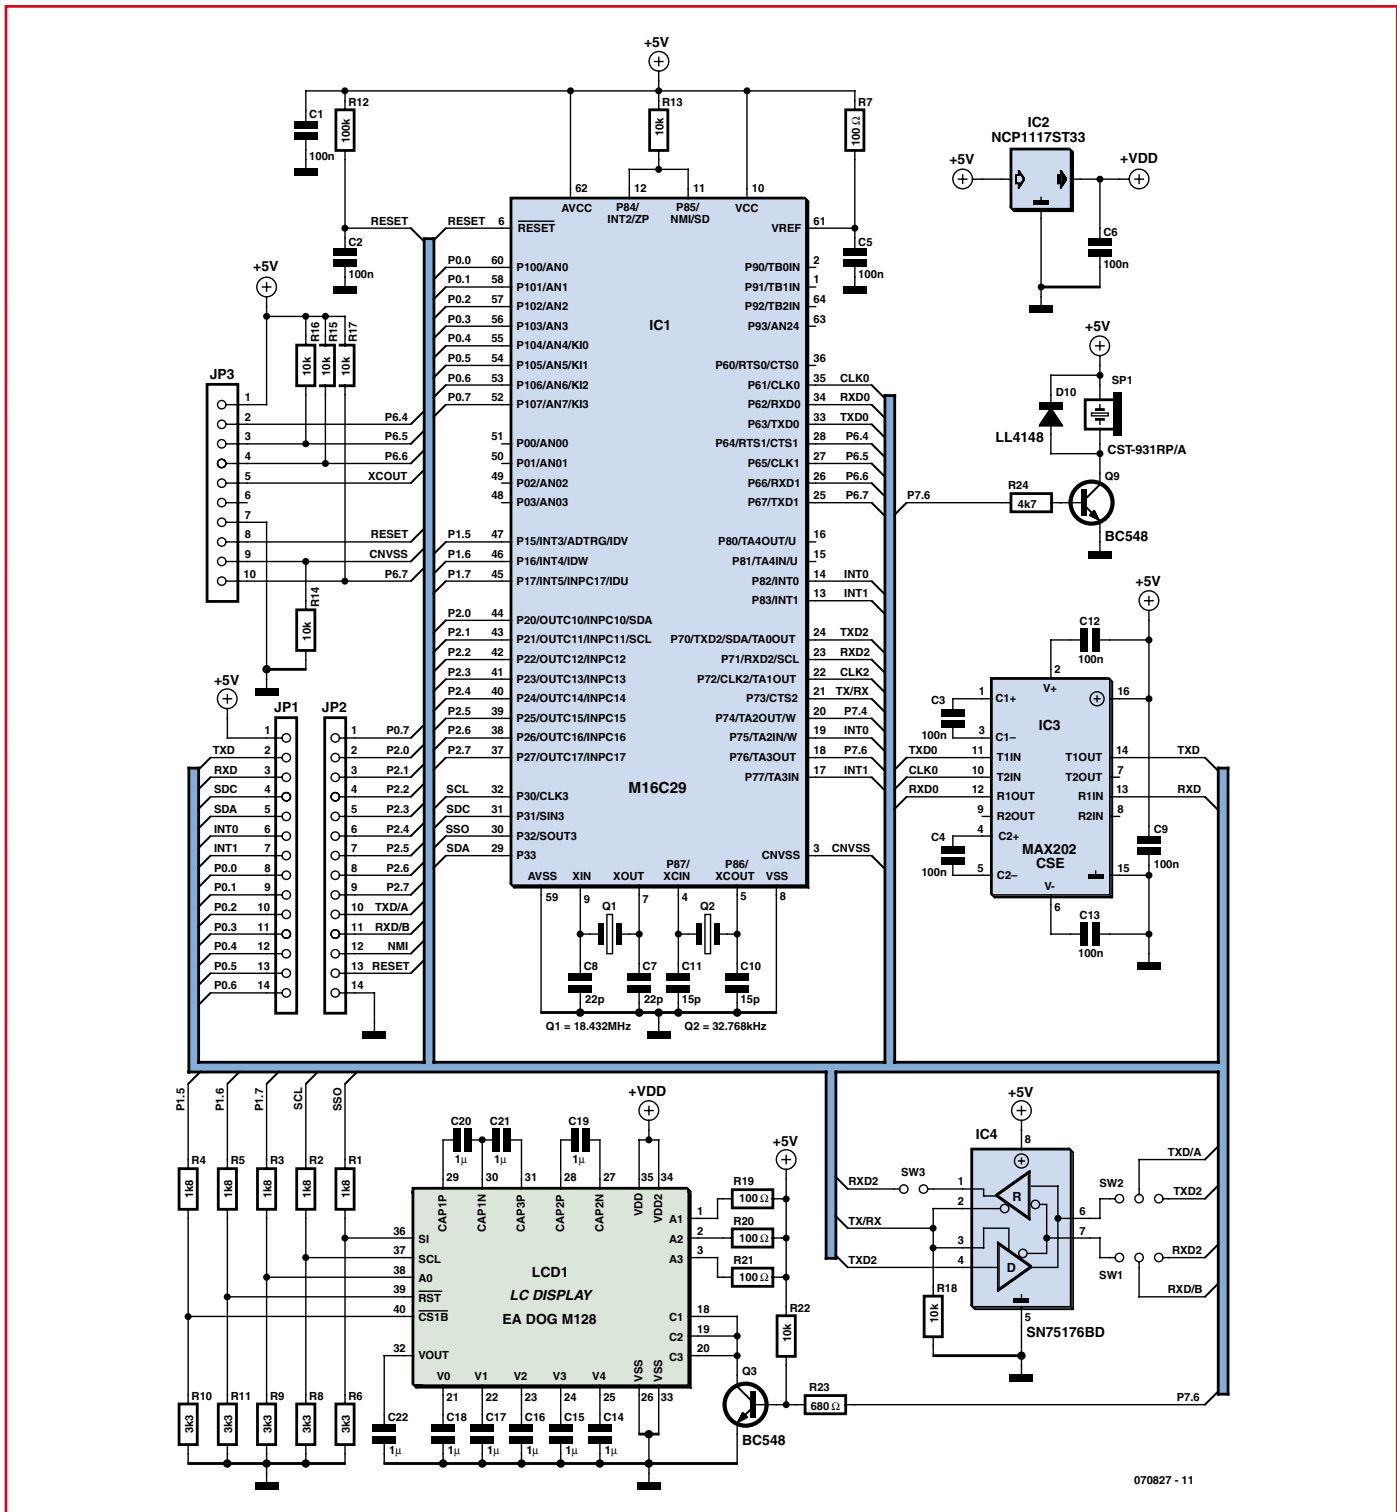 +5V
R12
100k
C1
100n
R13
10k
R7
100 Ω
IC2
NCP1117ST33
+5V
+VDD
C6
100n
62
12
11
10
AVCC
P84/
INT2/ZP
P85/
NMI/SD
VCC
RESET
RESET
6
RESET
VREF
61
C2
100n
C5
100n
P0.0
60
P100/AN0
P90/TB0IN
2
P0.1
58
P101/AN1
P91/TB1IN
1
P0.2
57
P102/AN2
P92/TB2IN
64
P0.3
56
P103/AN3
IC1
P93/AN24
63
P0.4
55
P104/AN4/KI0
P0.5
54
P105/AN5/KI1
P60/RTS0/CTS0
36
P0.6
53
P106/AN6/KI2
P61/CLK0
35
CLK0
P0.7
52
P107/AN7/KI3
P62/RXD0
34
RXD0
P63/TXD0
33
TXD0
51
P00/AN00
P64/RTS1/CTS1
28
P6.4
50
P01/AN01
P65/CLK1
27
P6.5
49
P02/AN02
P66/RXD1
26
P6.6
48
P03/AN03
P67/TXD1
25
P6.7
P1.5
47
P15/INT3/ADTRG/IDV
P80/TA4OUT/U
16
P1.6
46
P16/INT4/IDW
P81/TA4IN/U
15
P1.7
45
P17/INT5/INPC17/IDU
P82/INT0
14
INT0
P83/INT1
13
INT1
P2.0
44
P20/OUTC10/INPC10/SDA
P2.1
43
P21/OUTC11/INPC11/SCL
P70/TXD2/SDA/TA0OUT
24
TXD2
P2.2
42
P22/OUTC12/INPC12
P71/RXD2/SCL
23
RXD2
P2.3
41
P23/OUTC13/INPC13
P72/CLK2/TA1OUT
22
CLK2
P2.4
40
P24/OUTC14/INPC14
P73/CTS2
21
TX/RX
P2.5
39
P25/OUTC15/INPC15
P74/TA2OUT/W
20
P7.4
P2.6
38
P26/OUTC16/INPC16
P75/TA2IN/W
19
INT0
P2.7
37
P27/OUTC17/INPC17
P76/TA3OUT
18
P7.6
P77/TA3IN
17
INT1
M16C29
SCL
32
P30/CLK3
SDC
31
P31/SIN3
SSO
30
P32/SOUT3
SDA
29
P33
CNVSS
3
CNVSS
AVSS
XIN
XOUT
P87/
XCIN
P86/
XCOUT
VSS
59
9
7
4
5
8
Q1
Q2
C8
22p
C7
22p
C11
15p
C10
15p
Q1 = 18.432MHz
Q2 = 32.768kHz
+5V
R16
10k
R15
10k
R17
10k
JP3
1
2
P6.4
3
P6.5
4
P6.6
5
XCOUT
6
7
8
RESET
9
CNVSS
10
P6.7
R14
10k
+5V
JP1
JP2
1
1
P0.7
TXD
2
2
P2.0
RXD
3
3
P2.1
SDC
4
4
P2.2
SDA
5
5
P2.3
INT0
6
6
P2.4
INT1
7
7
P2.5
P0.0
8
8
P2.6
P0.1
9
9
P2.7
P0.2
10
10
TXD/A
P0.3
11
11
RXD/B
P0.4
12
12
NMI
P0.5
13
13
RESET
P0.6
14
14
+5V
D10
LL4148
SP1
CST-931RP/A
P7.6
R24
4k7
Q9
BC548
+5V
C12
100n
2
V+
C3
100n
1
C1+
3
C1–
IC3
16
TXD0
11
T1IN
T1OUT
14
TXD
CLK0
10
T2IN
T2OUT
7
RXD0
12
R1OUT
R1IN
13
RXD
9
R2OUT
R2IN
8
C4
100n
4
C2+
5
C2–
MAX202
CSE
15
V-
6
C9
100n
C13
100n
P1.5
P1.6
P1.7
SCL
SSO
R4
1k8
R5
1k8
R3
1k8
R2
1k8
R1
1k8
R10
3k3
R11
3k3
R9
3k3
R8
3k3
R6
3k3
+VDD
C20
1µ
C21
1µ
C19
1µ
29
30
31
28
27
35
34
CAP1P
CAP1N
CAP3P
CAP2P
CAP2N
VDD
VDD2
36
SI
37
SCL
38
A0
39
RST
40
CS1B
32
VOUT
LCD1
LC DISPLAY
EA DOG M128
A1
1
A2
2
A3
3
C1
18
C2
19
C3
20
V0
V1
V2
V3
V4
VSS
VSS
21
22
23
24
25
26
33
C22
1µ
C18
1µ
C17
1µ
C16
1µ
C15
1µ
C14
1µ
+5V
R19
100 Ω
R20
100 Ω
R21
100 Ω
R22
10k
Q3
BC548
R23
680 Ω
P7.6
+5V
IC4
8
RXD2
SW3
1
2
R
TX/RX
3
TXD2
4
D
6
7
5
R18
10k
SN75176BD
SW2
TXD/A
TXD2
SW1
RXD2
RXD/B
070827 - 11